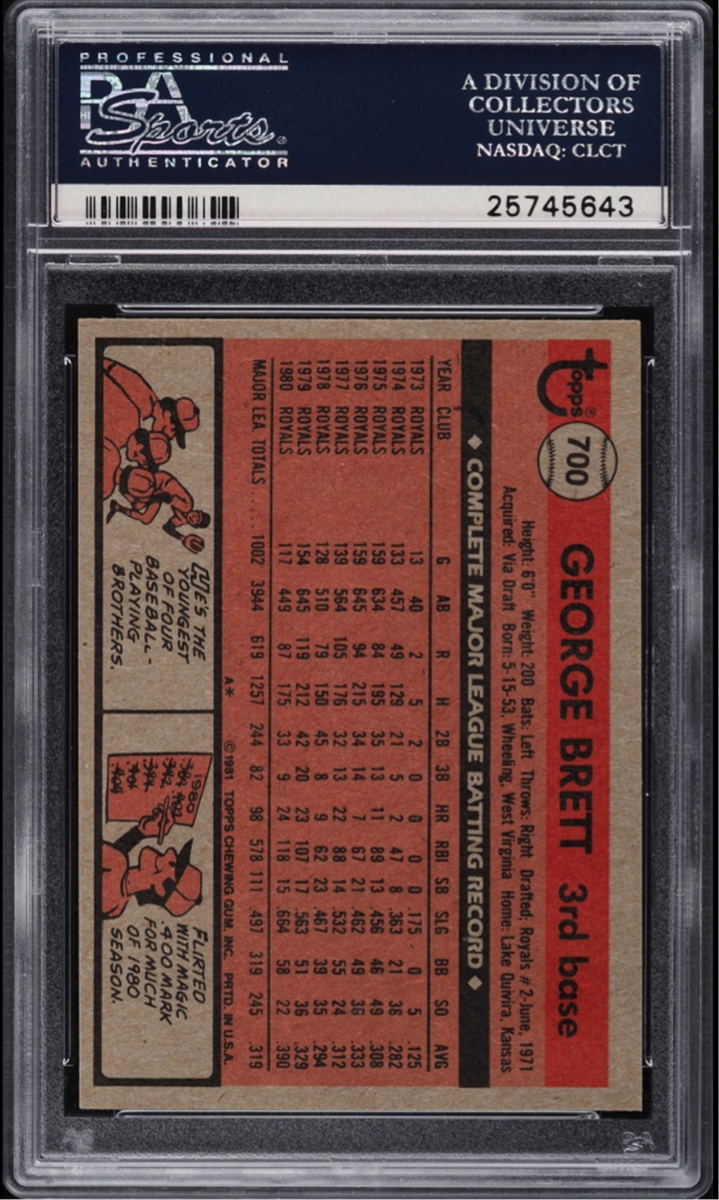 PROFESSIONAL
PSA
Sports®
AUTHENTICATOR
A DIVISION OF
COLLECTORS
UNIVERSE
NASDAQ: CLCT
25745643
Topps®
700
GEORGE BRETT 3rd base
Height: 6'0" Weight: 200 Bats: Left Throws: Right Drafted, Royals #2-June, 1971
Acquired: Via Draft Born: 5-15-53, Wheeling, West Virginia Home: Lake Quivira, Kansas
◆ COMPLETE MAJOR LEAGUE BATTING RECORD ◆
YEAR CLUB G AB R H 2B 3B HR RBI SB SLG BB SO AVG
1973 ROYALS 13 40 2 5 2 0 0 0 0 .175 0 5 .125
1974 ROYALS 133 457 49 129 21 5 2 47 8 .363 21 38 .282
1975 ROYALS 159 634 84 195 35 13 11 89 13 .456 46 49 .308
1976 ROYALS 159 645 94 215 34 14 7 67 21 .462 49 36 .333
1977 ROYALS 139 564 105 176 32 13 22 88 14 .532 55 24 .312
1978 ROYALS 128 510 79 150 45 8 9 62 23 .467 39 35 .294
1979 ROYALS 154 645 119 212 42 20 23 107 17 .563 51 36 .329
1980 ROYALS 117 449 87 175 33 9 24 118 15 .664 58 22 .390
MAJOR LEA. TOTALS ..... 1002 3944 619 1257 244 82 98 578 111 .497 319 245 .319
A* ©1981 TOPPS CHEWING GUM, INC. PRTD. IN U.S.A.
HE'S THE
YOUNGEST
OF FOUR
BASEBALL-
PLAYING
BROTHERS.
1980
FLIRTED
WITH MAGIC
.400 MARK
FOR MUCH
OF 1980
SEASON.